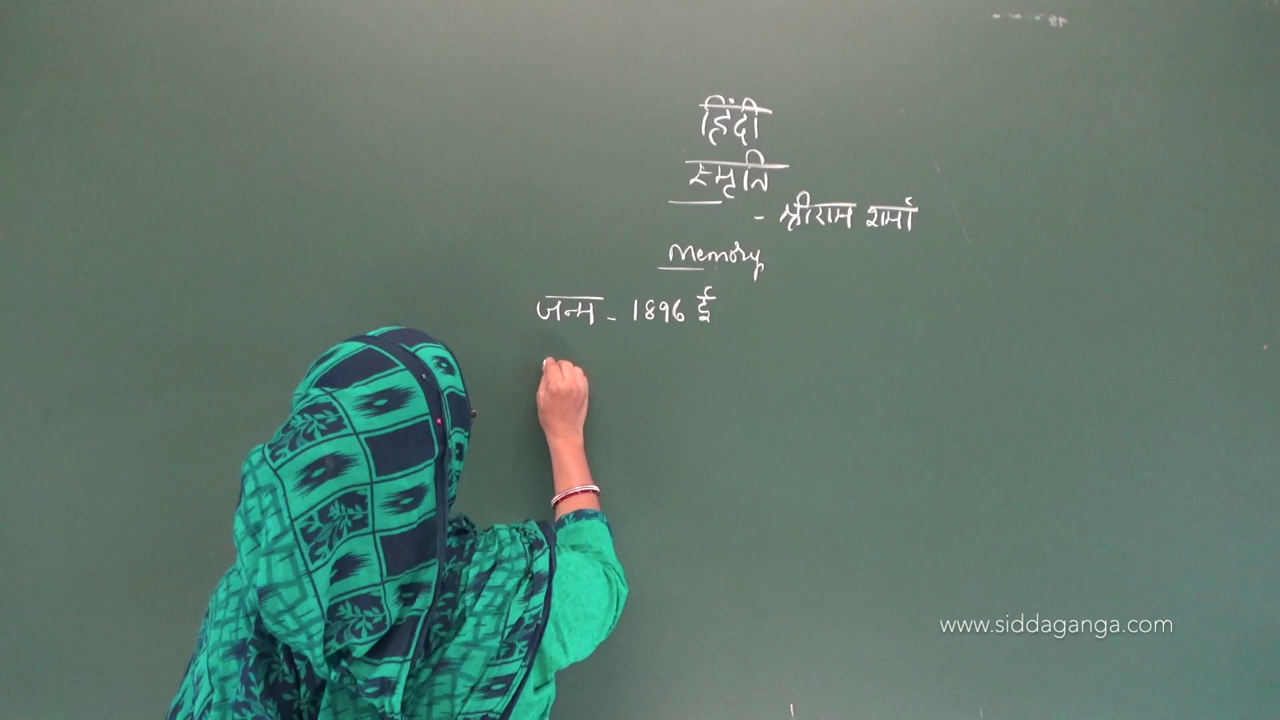 हिंदी
स्मृति
- श्रीराम शर्मा
Memory
जन्म - 1896 ई
www.siddaganga.com